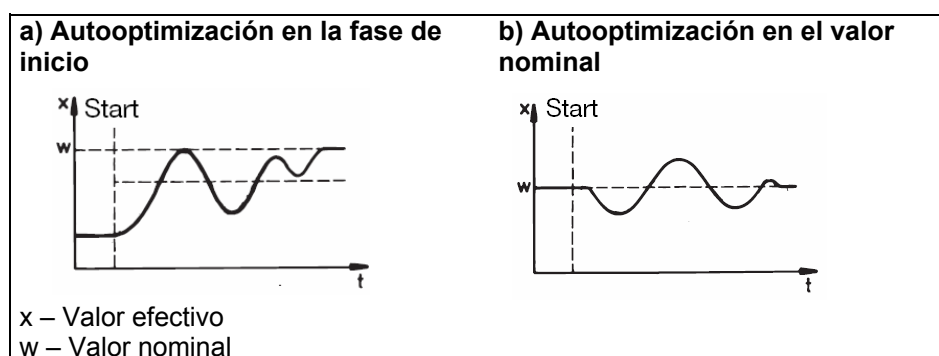 a) Autooptimización en la fase de
inicio
x Start
w
t
b) Autooptimización en el valor
nominal
x Start
w
t
x – Valor efectivo
w – Valor nominal